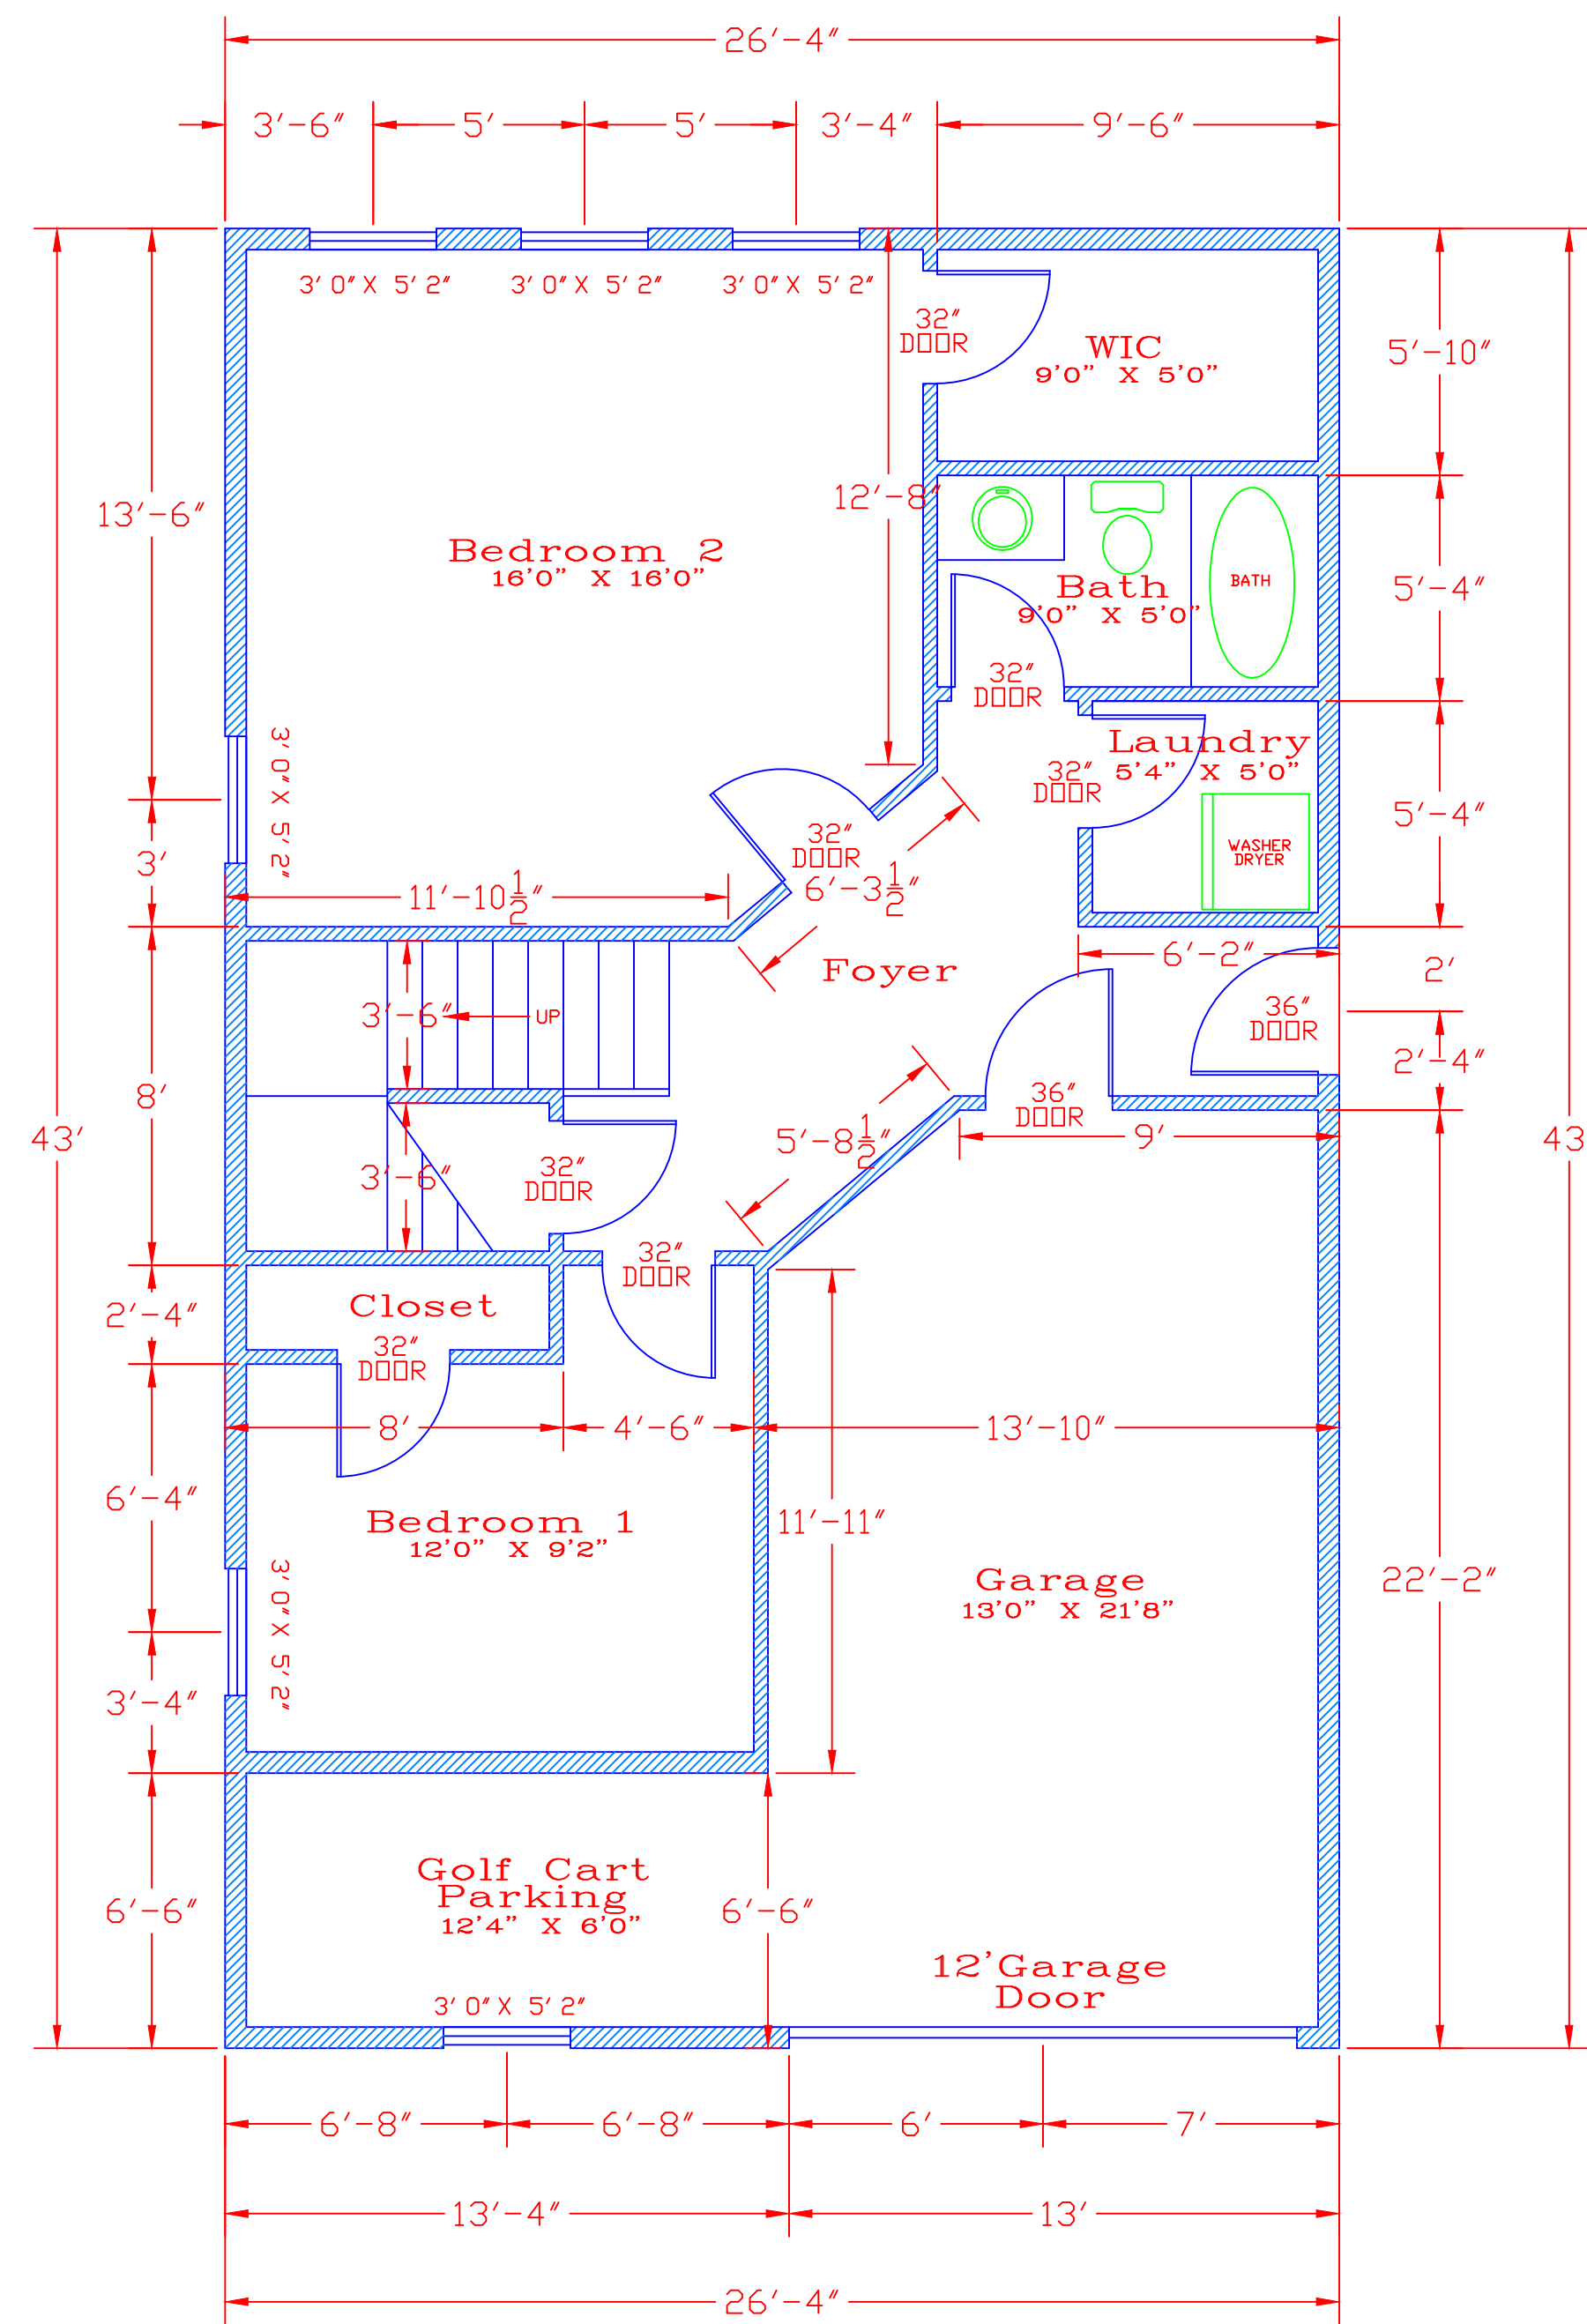 26'-4"
3'-6" 5' 5' 3'-4" 9'-6"
3' 0" X 5' 2" 3' 0" X 5' 2" 3' 0" X 5' 2"
32"
DOOR
WIC
9'0" X 5'0"
5'-10"
13'-6"
12'-8"
Bedroom 2
16'0" X 16'0"
BATH
Bath
9'0" X 5'0"
5'-4"
32"
DOOR
3' 0" X 5' 2"
Laundry
5'4" X 5'0"
32"
DOOR
5'-4"
WASHER
DRYER
32"
DOOR
3'
6'-3 1/2"
11'-10 1/2"
6'-2"
2'
Foyer
36"
DOOR
3'-6"
UP
2'-4"
8'
36"
DOOR
43'
43
5'-8 1/2"
9'
3'-6"
32"
DOOR
32"
DOOR
Closet
2'-4"
32"
DOOR
8' 4'-6" 13'-10"
6'-4"
Bedroom 1
12'0" X 9'2"
11'-11"
3' 0" X 5' 2"
Garage
13'0" X 21'8"
22'-2"
3'-4"
Golf Cart
Parking
12'4" X 6'0"
6'-6"
6'-6"
12'Garage
Door
3' 0" X 5' 2"
6'-8" 6'-8" 6' 7'
13'-4" 13'
26'-4"